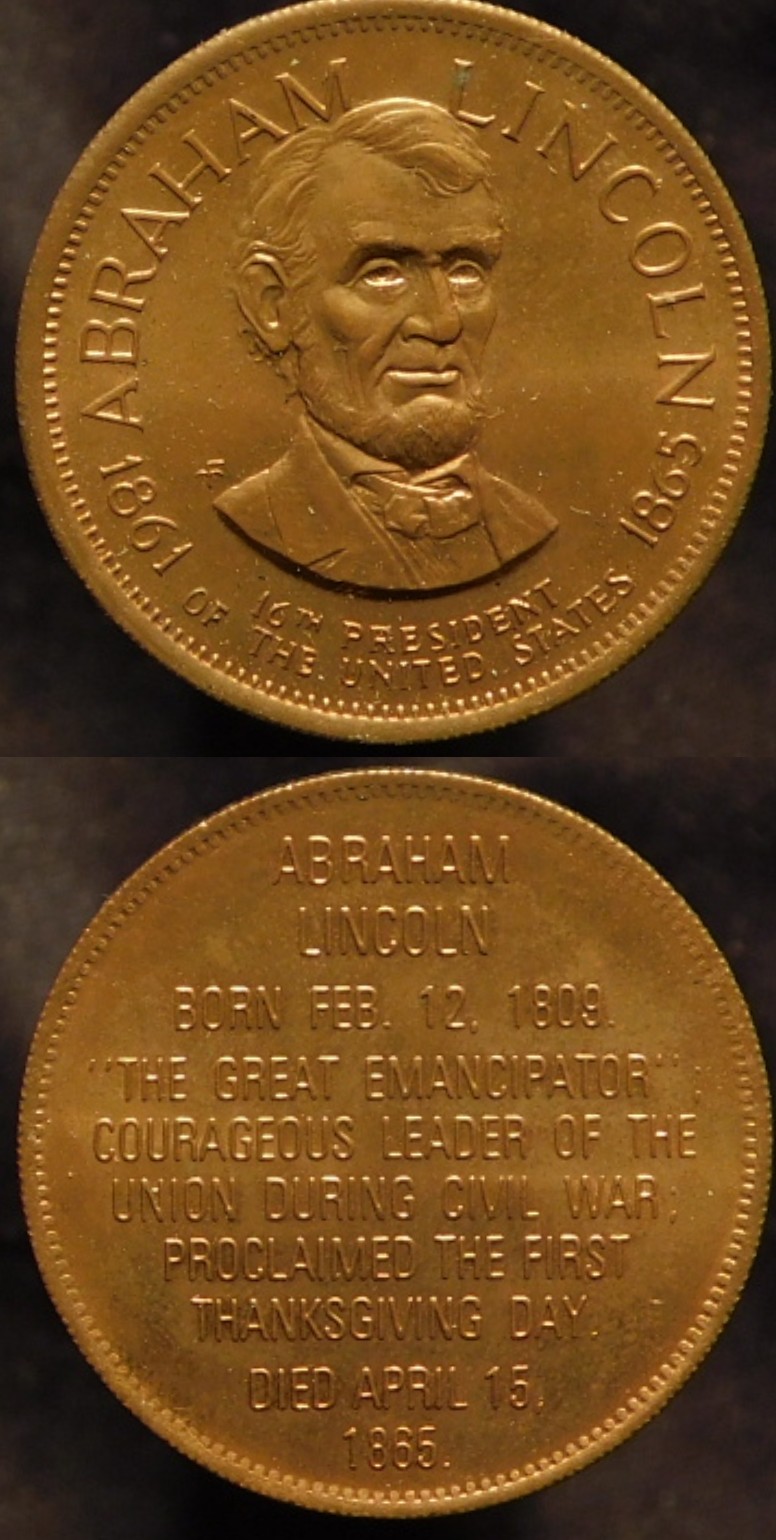 ABRAHAM LINCOLN
1861 1865
16TH PRESIDENT
OF THE UNITED STATES
ABRAHAM
LINCOLN
BORN FEB. 12, 1809.
"THE GREAT EMANCIPATOR";
COURAGEOUS LEADER OF THE
UNION DURING CIVIL WAR;
PROCLAIMED THE FIRST
THANKSGIVING DAY.
DIED APRIL 15,
1865.